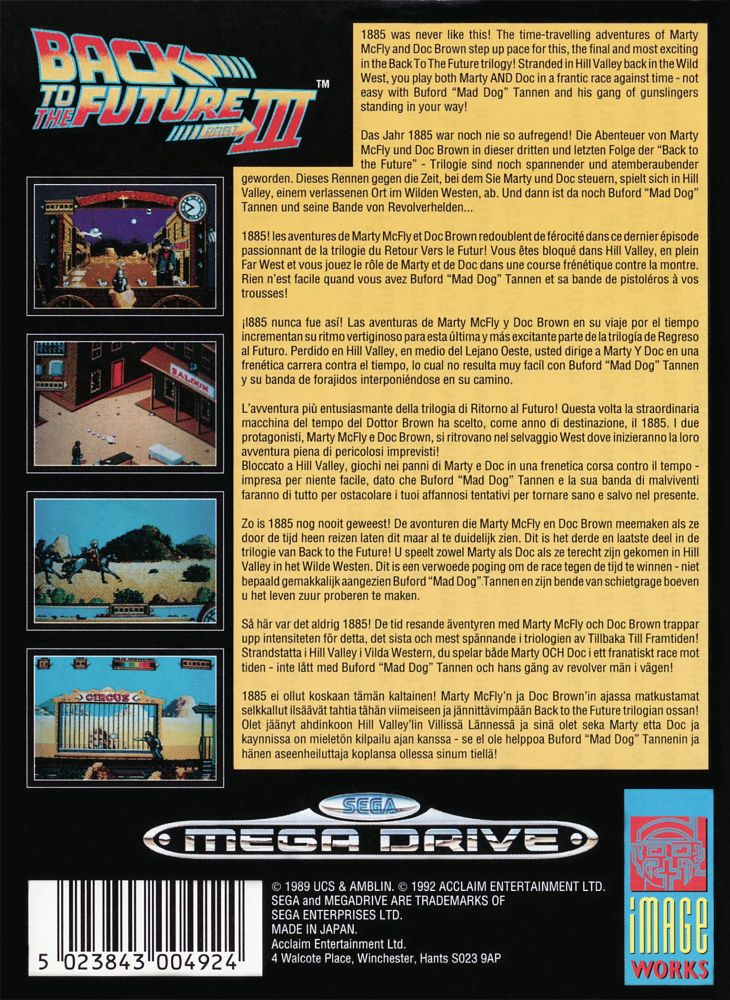 BACK
TO THE FUTURE
PART III
™
1885 was never like this! The time-travelling adventures of Marty
McFly and Doc Brown step up pace for this, the final and most exciting
in the Back To The Future trilogy! Stranded in Hill Valley back in the Wild
West, you play both Marty AND Doc in a frantic race against time - not
easy with Buford “Mad Dog” Tannen and his gang of gunslingers
standing in your way!
Das Jahr 1885 war noch nie so aufregend! Die Abenteuer von Marty
McFly und Doc Brown in dieser dritten und letzten Folge der “Back to
the Future” - Trilogie sind noch spannender und atemberaubender
geworden. Dieses Rennen gegen die Zeit, bei dem Sie Marty und Doc steuern, spielt sich in Hill
Valley, einem verlassenen Ort im Wilden Westen, ab. Und dann ist da noch Buford “Mad Dog”
Tannen und seine Bande von Revolverhelden...
1885! les aventures de Marty McFly et Doc Brown redoublent de férocité dans ce dernier épisode
passionnant de la trilogie du Retour Vers le Futur! Vous êtes bloqué dans Hill Valley, en plein
Far West et vous jouez le rôle de Marty et de Doc dans une course frénétique contre la montre.
Rien n’est facile quand vous avez Buford “Mad Dog” Tannen et sa bande de pistoléros à vos
trousses!
¡l885 nunca fue así! Las aventuras de Marty McFly y Doc Brown en su viaje por el tiempo
incrementan su ritmo vertiginoso para esta última y más excitante parte de la trilogía de Regreso
al Futuro. Perdido en Hill Valley, en medio del Lejano Oeste, usted dirige a Marty Y Doc en una
frenética carrera contra el tiempo, lo cual no resulta muy facíl con Buford “Mad Dog” Tannen
y su banda de forajidos interponiéndose en su camino.
L’avventura più entusiasmante della trilogia di Ritorno al Futuro! Questa volta la straordinaria
macchina del tempo del Dottor Brown ha scelto, come anno di destinazione, il 1885. I due
protagonisti, Marty McFly e Doc Brown, si ritrovano nel selvaggio West dove inizieranno la loro
avventura piena di pericolosi imprevisti!
Bloccato a Hill Valley, giochi nei panni di Marty e Doc in una frenetica corsa contro il tempo -
impresa per niente facile, dato che Buford “Mad Dog” Tannen e la sua banda di malviventi
faranno di tutto per ostacolare i tuoi affannosi tentativi per tornare sano e salvo nel presente.
Zo is 1885 nog nooit geweest! De avonturen die Marty McFly en Doc Brown meemaken als ze
door de tijd heen reizen laten dit maar al te duidelijk zien. Dit is het derde en laatste deel in de
trilogie van Back to the Future! U speelt zowel Marty als Doc als ze terecht zijn gekomen in Hill
Valley in het Wilde Westen. Dit is een verwoede poging om de race tegen de tijd te winnen - niet
bepaald gemakkalijk aangezien Buford “Mad Dog” Tannen en zijn bende van schietgrage boeven
u het leven zuur proberen te maken.
Så här var det aldrig 1885! De tid resande äventyren med Marty McFly och Doc Brown trappar
upp intensiteten för detta, det sista och mest spännande i triologien av Tillbaka Till Framtiden!
Strandstatta i Hill Valley i Vilda Western, du spelar både Marty OCH Doc i ett franatiskt race mot
tiden - inte lått med Buford “Mad Dog” Tannen och hans gäng av revolver män i vägen!
1885 ei ollut koskaan tämän kaltainen! Marty McFly’n ja Doc Brown’in ajassa matkustamat
selkkallut ilsäävät tahtia tähän viimeiseen ja jännittävimpään Back to the Future trilogian ossan!
Olet jäänyt ahdinkoon Hill Valley’lin Villissä Lännessä ja sinä olet seka Marty etta Doc ja
kaynnissa on mieletön kilpailu ajan kanssa - se el ole helppoa Buford “Mad Dog” Tannenin ja
hänen aseenheiluttaja koplansa ollessa sinum tiellä!
SALOON
CIRCUS
SEGA
MEGA DRIVE
© 1989 UCS & AMBLIN. © 1992 ACCLAIM ENTERTAINMENT LTD.
SEGA and MEGADRIVE ARE TRADEMARKS OF
SEGA ENTERPRISES LTD.
MADE IN JAPAN.
Acclaim Entertainment Ltd.
4 Walcote Place, Winchester, Hants S023 9AP
5 023843 004924
iMAGE
WORKS